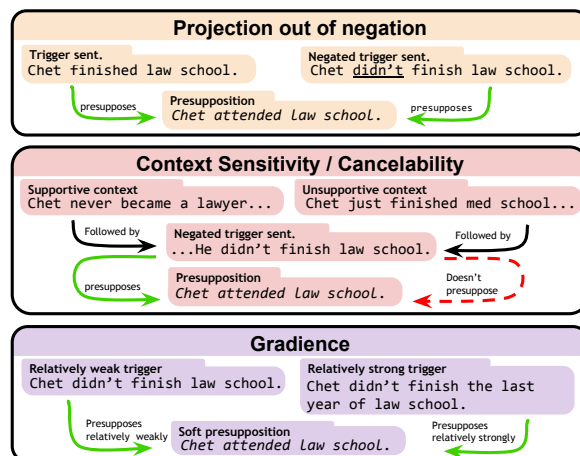 Projection out of negation
Trigger sent.
Chet finished law school.
Negated trigger sent.
Chet didn't finish law school.
presupposes
Presupposition
Chet attended law school.
presupposes
Context Sensitivity / Cancelability
Supportive context
Chet never became a lawyer...
Unsupportive context
Chet just finished med school...
Followed by
Negated trigger sent.
...He didn't finish law school.
Followed by
presupposes
Presupposition
Chet attended law school.
Doesn't
presuppose
Gradience
Relatively weak trigger
Chet didn't finish law school.
Relatively strong trigger
Chet didn't finish the last
year of law school.
Presupposes
relatively weakly
Soft presupposition
Chet attended law school.
Presupposes
relatively strongly